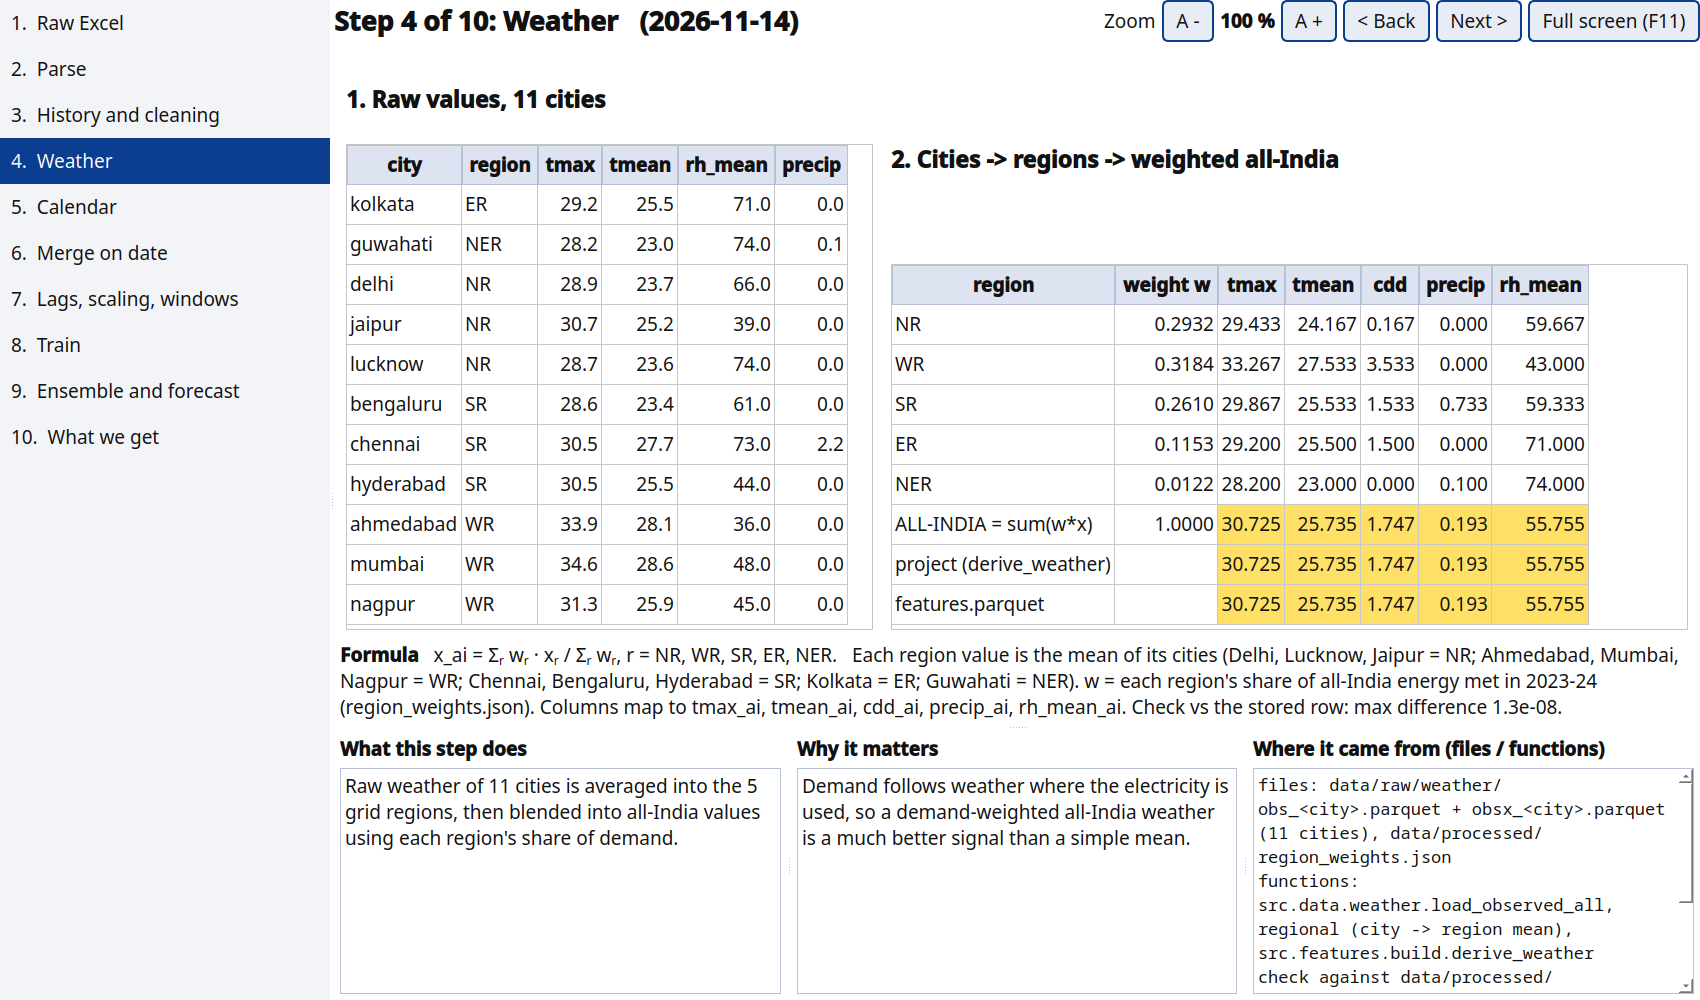 1. Raw Excel
2. Parse
3. History and cleaning
4. Weather
5. Calendar
6. Merge on date
7. Lags, scaling, windows
8. Train
9. Ensemble and forecast
10. What we get
Step 4 of 10: Weather (2026-11-14)
Zoom A - 100 % A + < Back Next > Full screen (F11)
1. Raw values, 11 cities
city region tmax tmean rh_mean precip
kolkata ER 29.2 25.5 71.0 0.0
guwahati NER 28.2 23.0 74.0 0.1
delhi NR 28.9 23.7 66.0 0.0
jaipur NR 30.7 25.2 39.0 0.0
lucknow NR 28.7 23.6 74.0 0.0
bengaluru SR 28.6 23.4 61.0 0.0
chennai SR 30.5 27.7 73.0 2.2
hyderabad SR 30.5 25.5 44.0 0.0
ahmedabad WR 33.9 28.1 36.0 0.0
mumbai WR 34.6 28.6 48.0 0.0
nagpur WR 31.3 25.9 45.0 0.0
2. Cities -> regions -> weighted all-India
region weight w tmax tmean cdd precip rh_mean
NR 0.2932 29.433 24.167 0.167 0.000 59.667
WR 0.3184 33.267 27.533 3.533 0.000 43.000
SR 0.2610 29.867 25.533 1.533 0.733 59.333
ER 0.1153 29.200 25.500 1.500 0.000 71.000
NER 0.0122 28.200 23.000 0.000 0.100 74.000
ALL-INDIA = sum(w*x) 1.0000 30.725 25.735 1.747 0.193 55.755
project (derive_weather) 30.725 25.735 1.747 0.193 55.755
features.parquet 30.725 25.735 1.747 0.193 55.755
Formula x_ai = Σr wr · xr / Σr wr, r = NR, WR, SR, ER, NER. Each region value is the mean of its cities (Delhi, Lucknow, Jaipur = NR; Ahmedabad, Mumbai,
Nagpur = WR; Chennai, Bengaluru, Hyderabad = SR; Kolkata = ER; Guwahati = NER). w = each region's share of all-India energy met in 2023-24
(region_weights.json). Columns map to tmax_ai, tmean_ai, cdd_ai, precip_ai, rh_mean_ai. Check vs the stored row: max difference 1.3e-08.
What this step does
Raw weather of 11 cities is averaged into the 5
grid regions, then blended into all-India values
using each region's share of demand.
Why it matters
Demand follows weather where the electricity is
used, so a demand-weighted all-India weather
is a much better signal than a simple mean.
Where it came from (files / functions)
files: data/raw/weather/
obs_<city>.parquet + obsx_<city>.parquet
(11 cities), data/processed/
region_weights.json
functions:
src.data.weather.load_observed_all,
regional (city -> region mean),
src.features.build.derive_weather
check against data/processed/